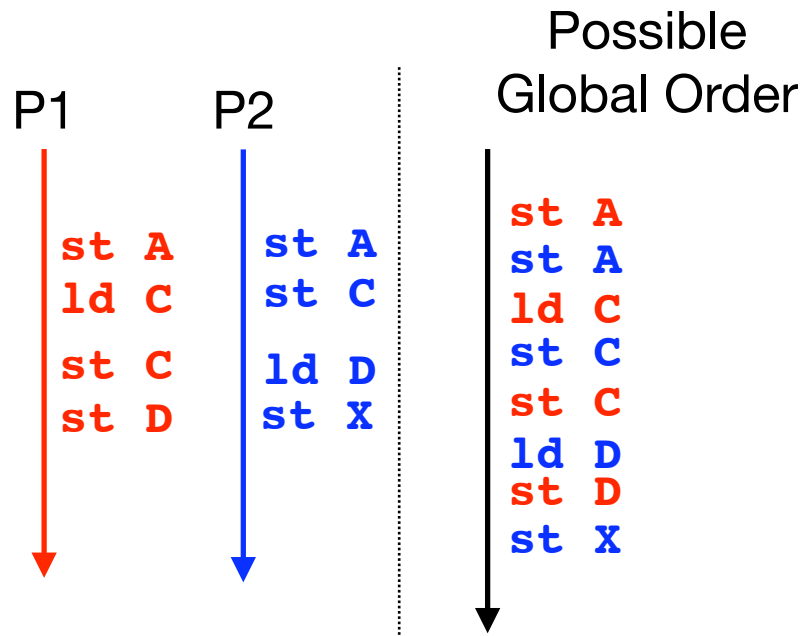 P1
st A
ld C
st C
st D
P2
st A
st C
ld D
st X
Possible
Global Order
st A
st A
ld C
st C
st C
ld D
st D
st X